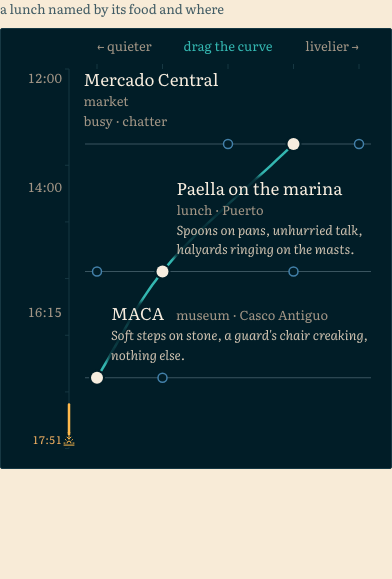 a lunch named by its food and where
← quieter drag the curve livelier →
12:00 Mercado Central
market
busy · chatter
14:00 Paella on the marina
lunch · Puerto
Spoons on pans, unhurried talk,
halyards ringing on the masts.
16:15 MACA museum · Casco Antiguo
Soft steps on stone, a guard's chair creaking,
nothing else.
17:51